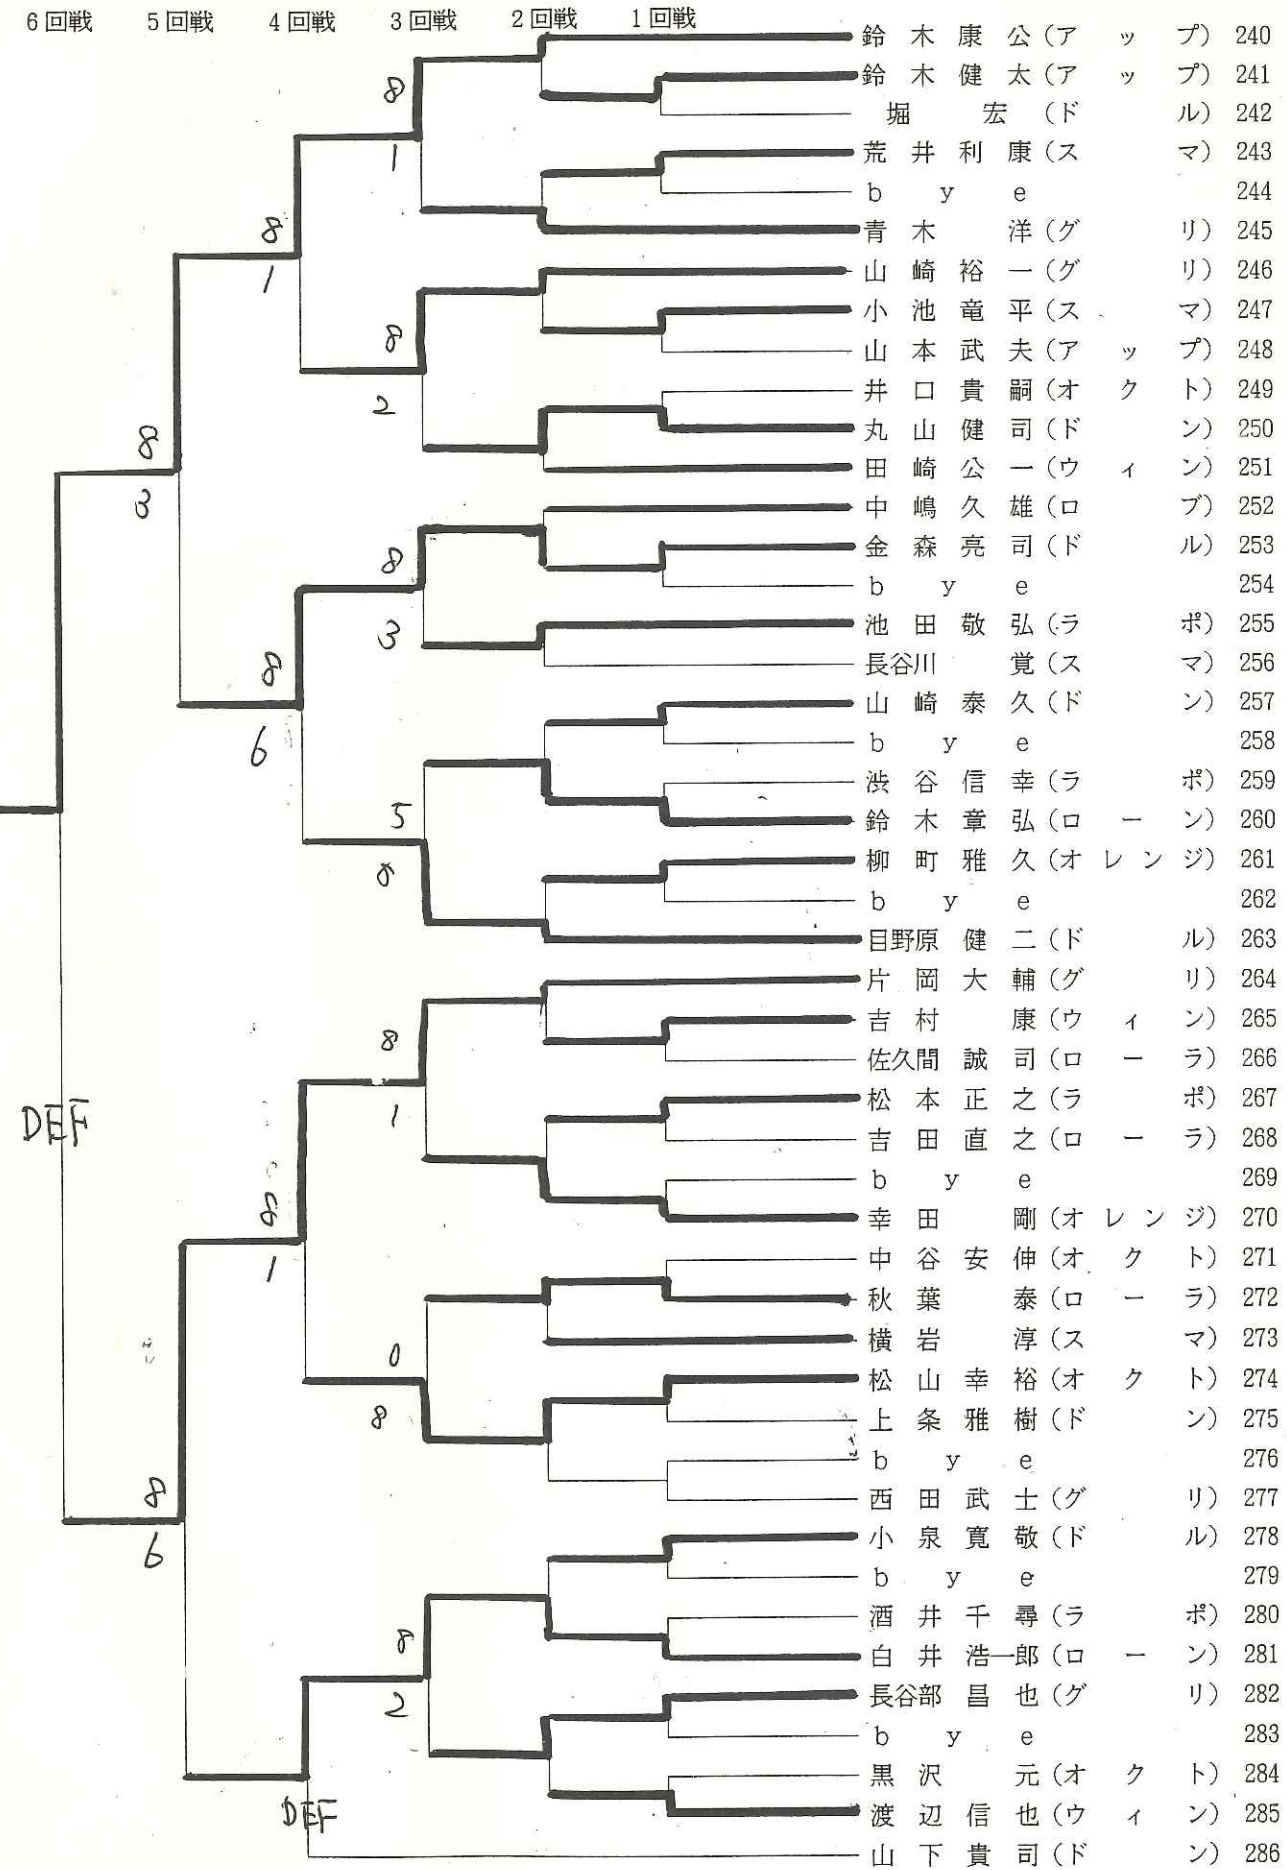 6回戦 5回戦 4回戦 3回戦 2回戦 1回戦
鈴木康公(アップ) 240
8
鈴木健太(アップ) 241
堀宏(ドル) 242
1
荒井利康(スマ) 243
bye 244
8
青木洋(グリ) 245
1
山崎裕一(グリ) 246
小池竜平(スマ) 247
8
山本武夫(アップ) 248
2
井口貴嗣(オクト) 249
8
丸山健司(ドン) 250
田崎公一(ウィン) 251
3
中嶋久雄(ロブ) 252
8
金森亮司(ドル) 253
bye 254
3
池田敬弘(ラポ) 255
8
長谷川覚(スマ) 256
山崎泰久(ドン) 257
6
bye 258
渋谷信幸(ラポ) 259
5
鈴木章弘(ローン) 260
柳町雅久(オレンジ) 261
8
bye 262
目野原健二(ドル) 263
片岡大輔(グリ) 264
吉村康(ウィン) 265
8
佐久間誠司(ローラ) 266
松本正之(ラポ) 267
1
DEF
吉田直之(ローラ) 268
bye 269
8
幸田剛(オレンジ) 270
1
中谷安伸(オクト) 271
秋葉泰(ローラ) 272
横岩淳(スマ) 273
0
松山幸裕(オクト) 274
8
上条雅樹(ドン) 275
bye 276
8
西田武士(グリ) 277
小泉寛敬(ドル) 278
6
bye 279
酒井千尋(ラポ) 280
8
白井浩一郎(ローン) 281
長谷部昌也(グリ) 282
2
bye 283
黒沢元(オクト) 284
DEF
渡辺信也(ウィン) 285
山下貴司(ドン) 286